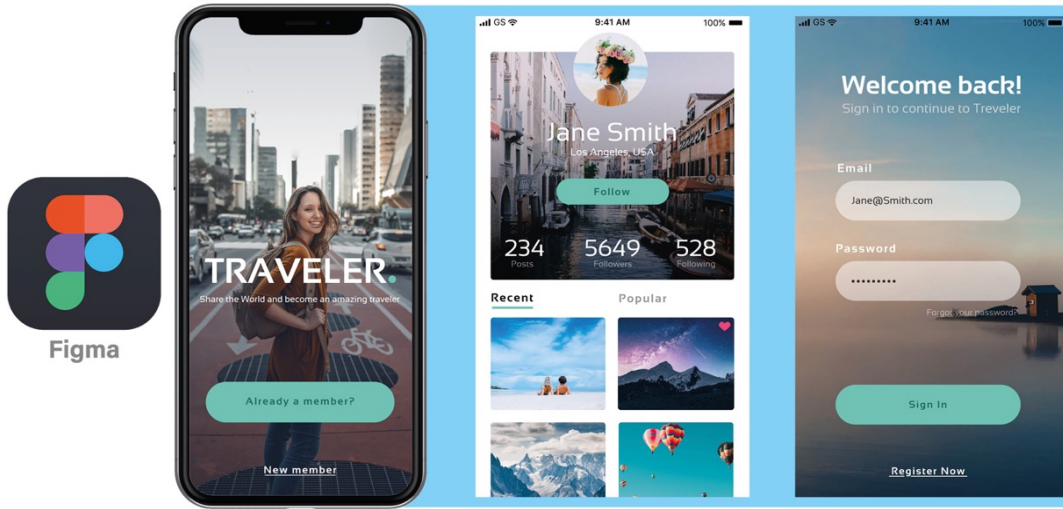 Figma
TRAVELER.
Share the World and become an amazing traveler
Already a member?
New member
GS 9:41 AM 100%
Jane Smith
Los Angeles, USA
Follow
234 5649 528
Posts Followers Following
Recent Popular
GS 9:41 AM 100%
Welcome back!
Sign in to continue to Treveler
Email
Jane@Smith.com
Password
•••••••••
Forgot your password?
Sign In
Register Now